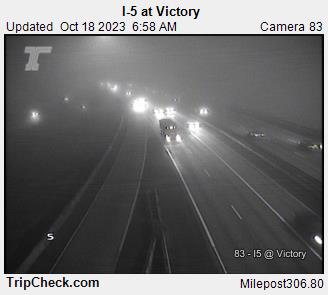 I-5 at Victory
Updated  Oct 18 2023  6:58 AM
Camera 83
T
S
83 - I5 @ Victory
TripCheck.com
Milepost306.80